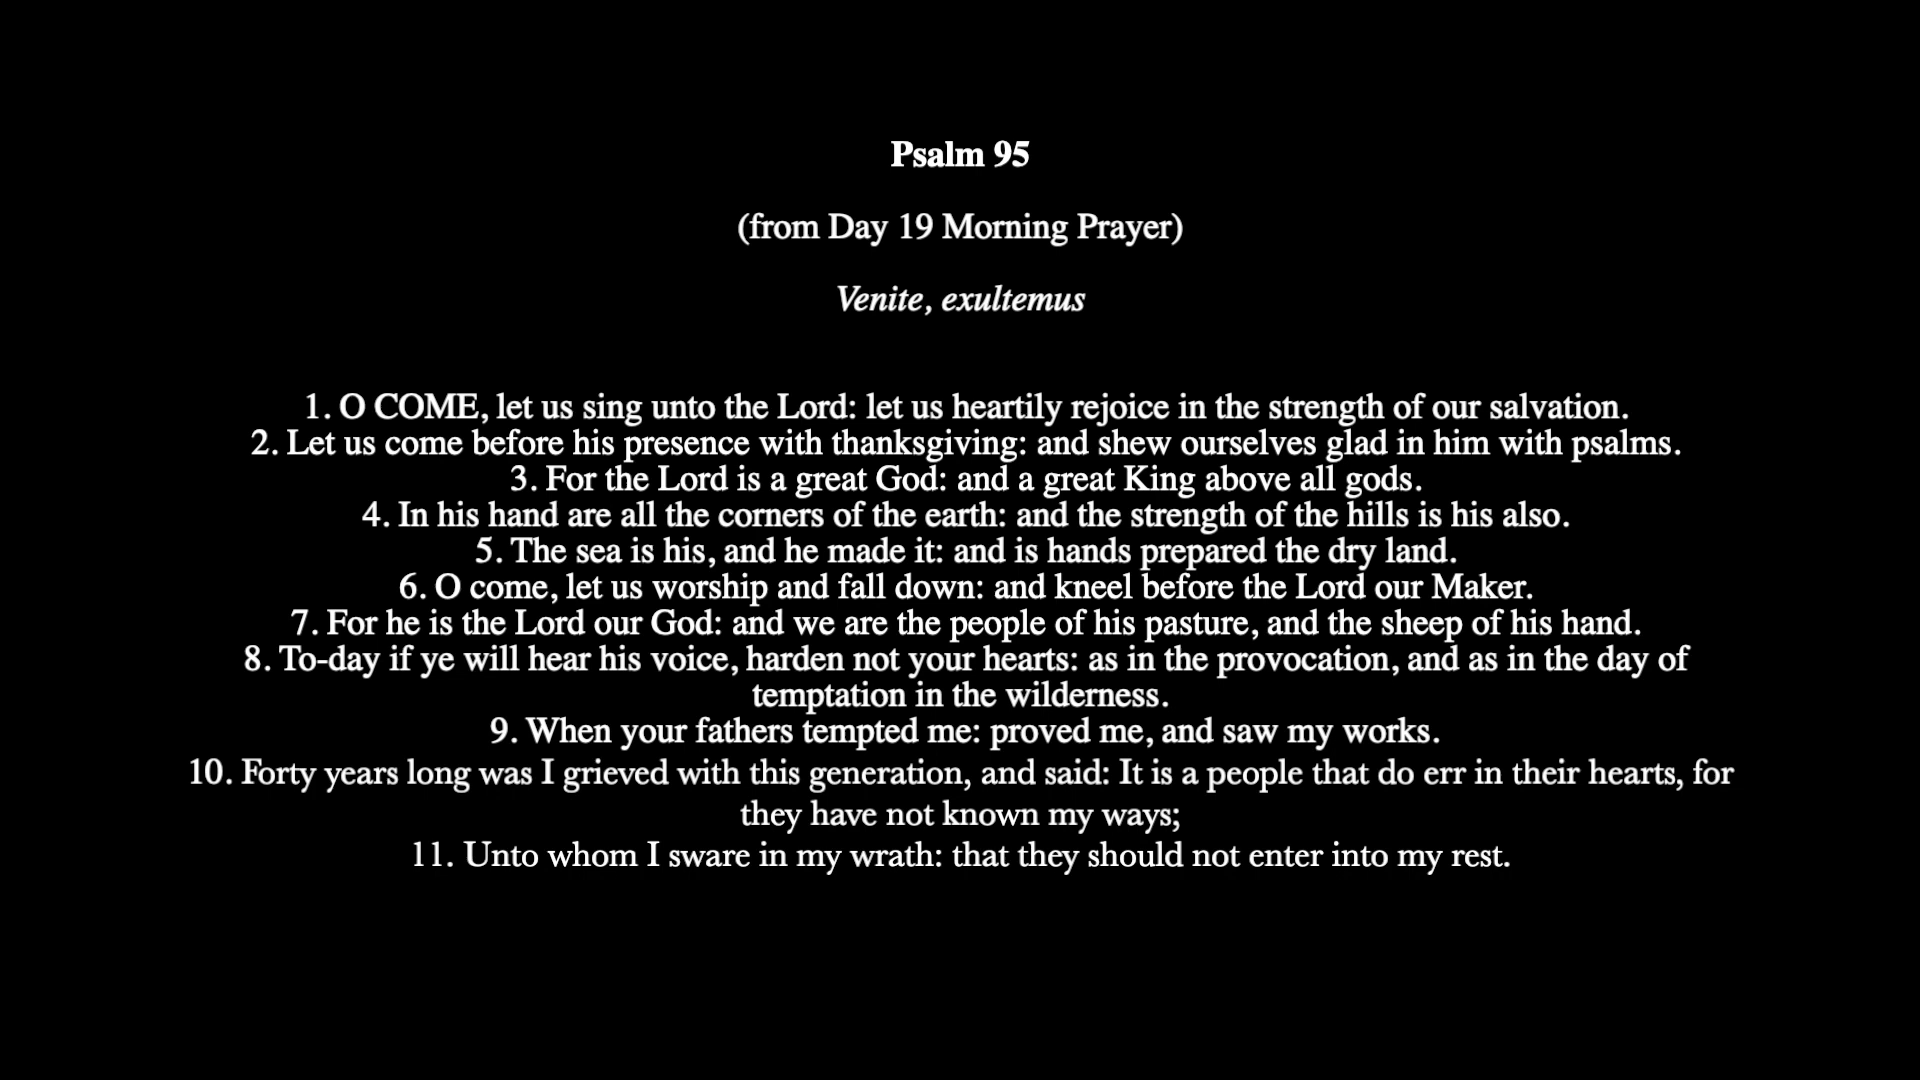 Psalm 95
(from Day 19 Morning Prayer)
Venite, exultemus
1. O COME, let us sing unto the Lord: let us heartily rejoice in the strength of our salvation.
2. Let us come before his presence with thanksgiving: and shew ourselves glad in him with psalms.
3. For the Lord is a great God: and a great King above all gods.
4. In his hand are all the corners of the earth: and the strength of the hills is his also.
5. The sea is his, and he made it: and is hands prepared the dry land.
6. O come, let us worship and fall down: and kneel before the Lord our Maker.
7. For he is the Lord our God: and we are the people of his pasture, and the sheep of his hand.
8. To-day if ye will hear his voice, harden not your hearts: as in the provocation, and as in the day of
temptation in the wilderness.
9. When your fathers tempted me: proved me, and saw my works.
10. Forty years long was I grieved with this generation, and said: It is a people that do err in their hearts, for
they have not known my ways;
11. Unto whom I sware in my wrath: that they should not enter into my rest.